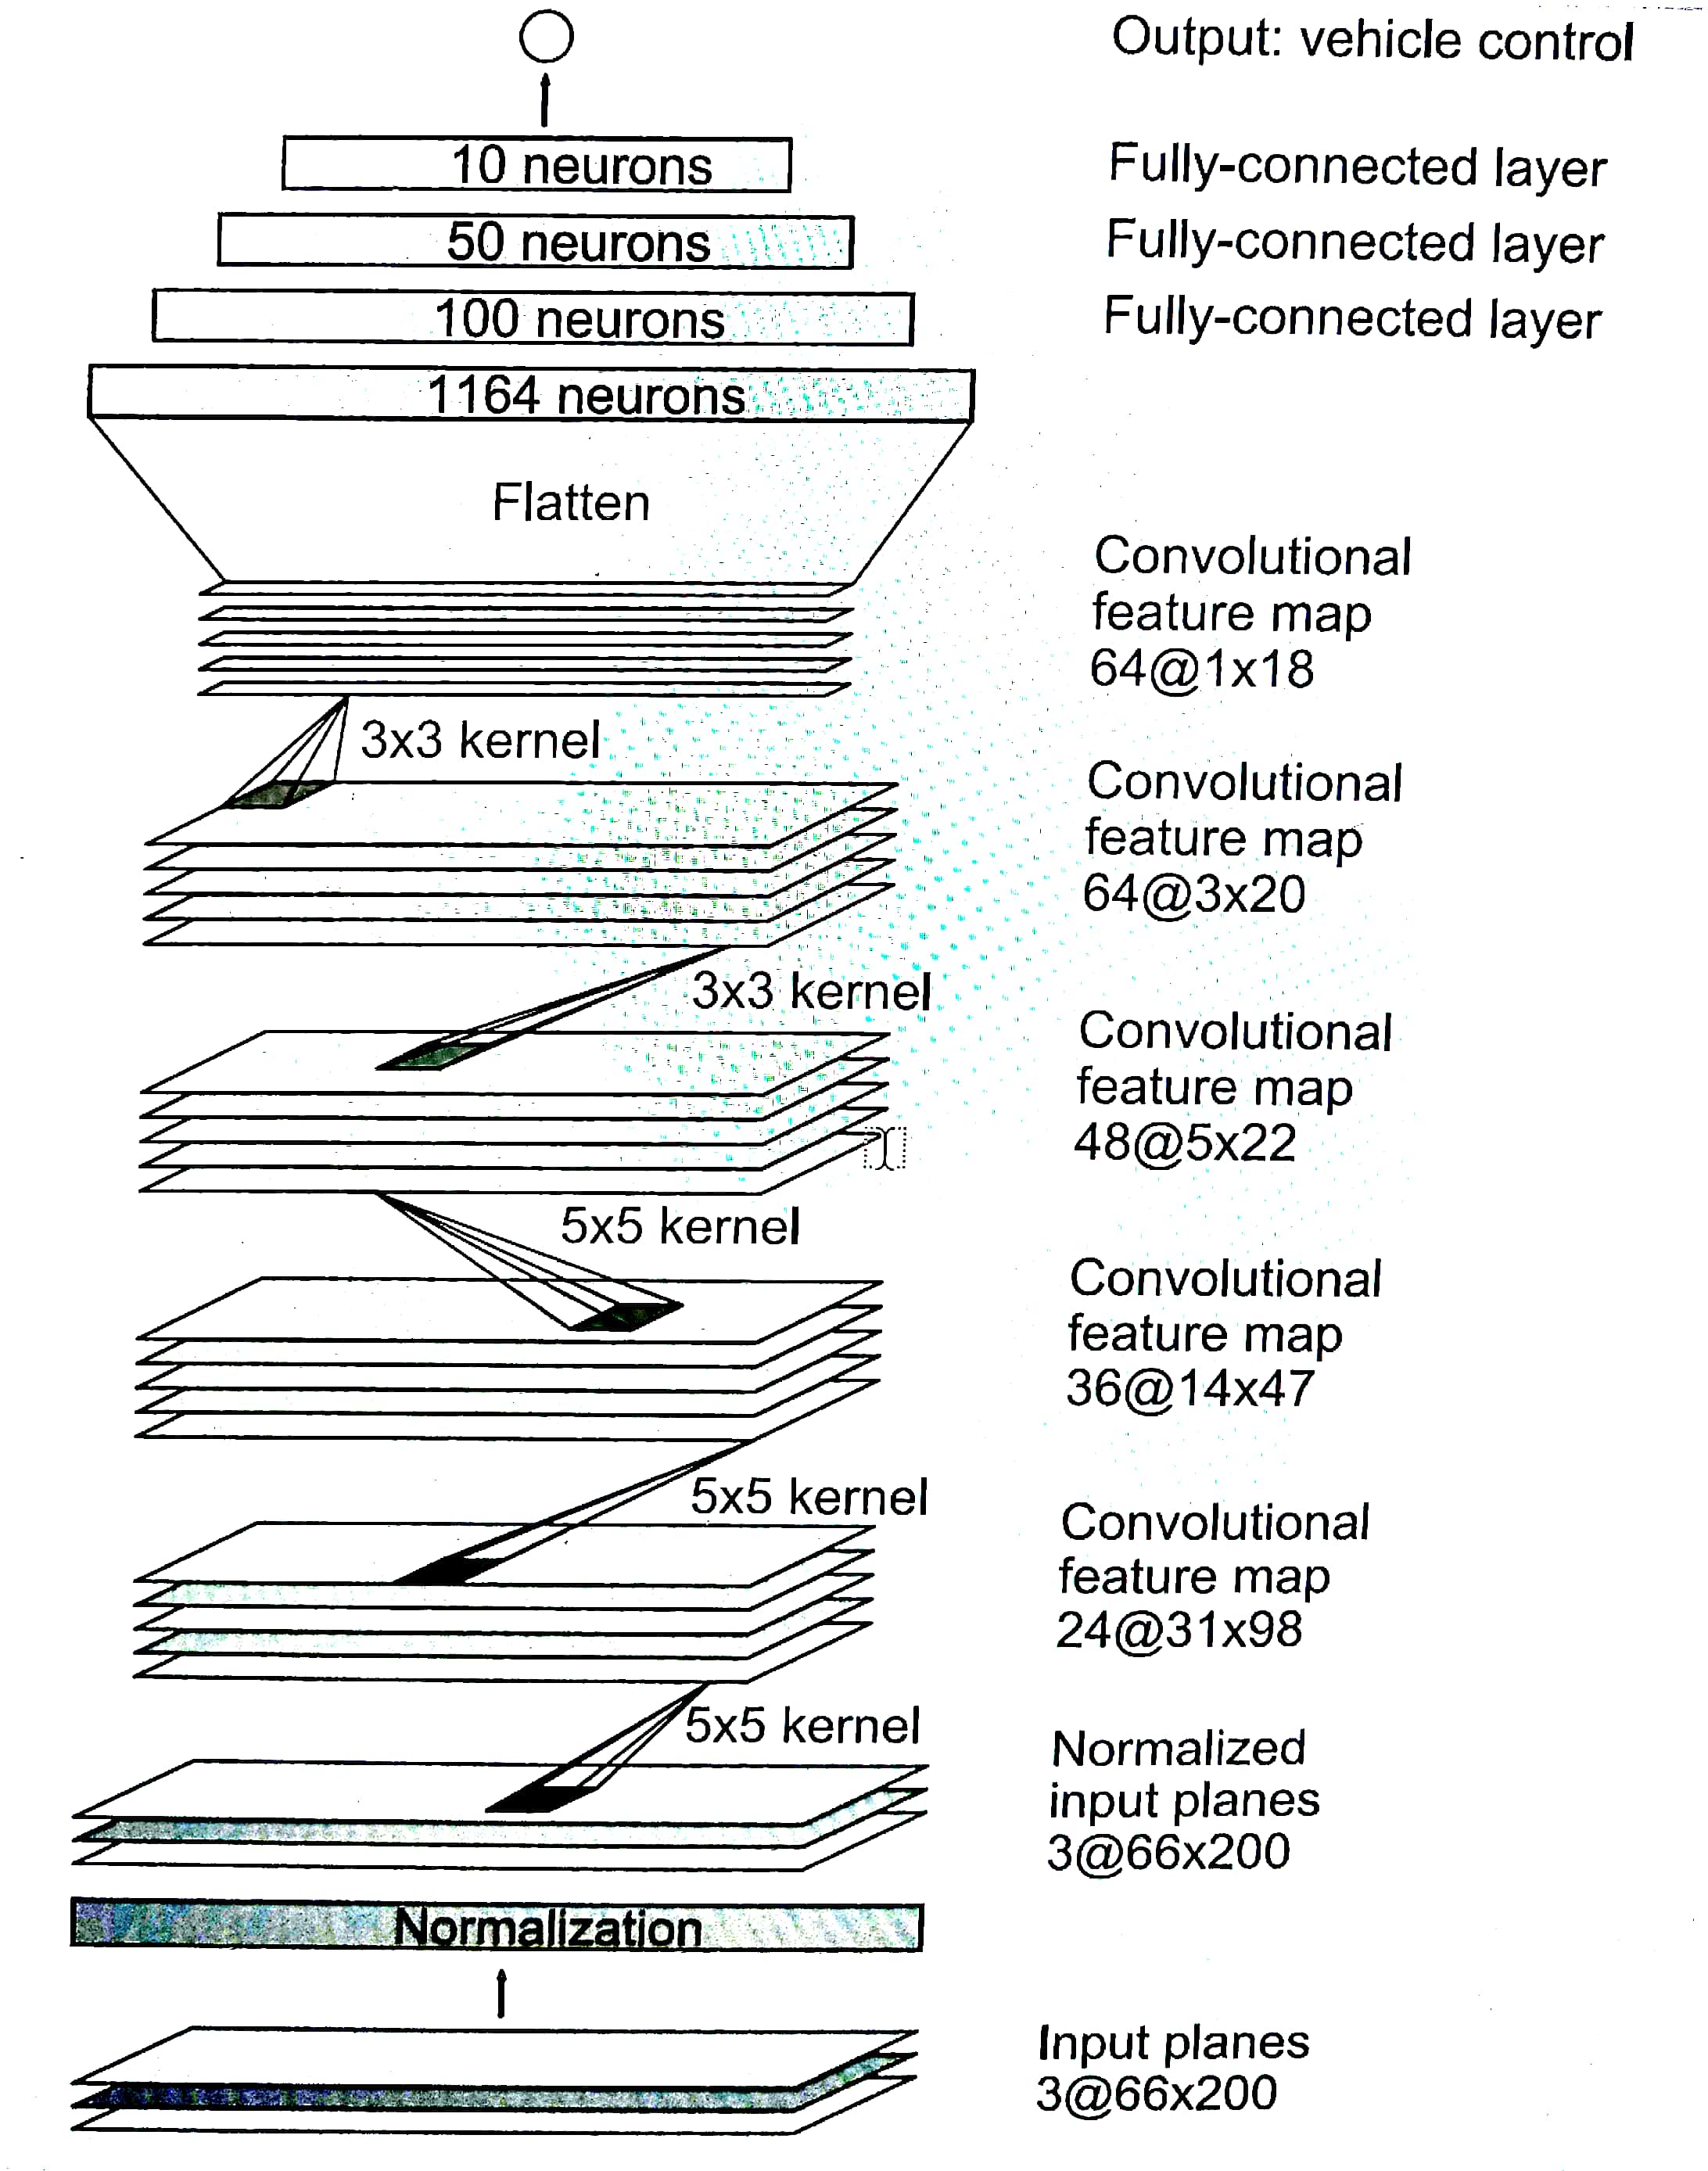 Output: vehicle control
10 neurons
Fully-connected layer
50 neurons
Fully-connected layer
100 neurons
Fully-connected layer
1164 neurons
Flatten
Convolutional
feature map
64@1x18
3x3 kernel
Convolutional
feature map
64@3x20
3x3 kernel
Convolutional
feature map
48@5x22
5x5 kernel
Convolutional
feature map
36@14x47
5x5 kernel
Convolutional
feature map
24@31x98
5x5 kernel
Normalized
input planes
3@66x200
Normalization
Input planes
3@66x200